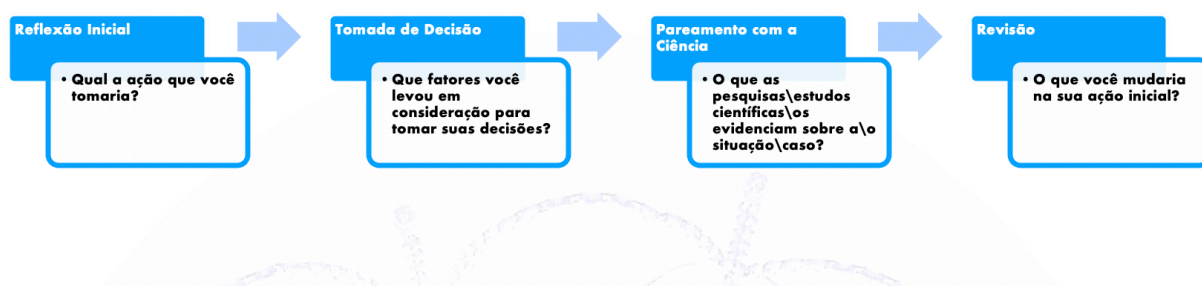 Reflexão Inicial
• Qual a ação que você
tomaria?
Tomada de Decisão
• Que fatores você
levou em
consideração para
tomar suas decisões?
Pareamento com a
Ciência
• O que as
pesquisas\estudos
científicas\os
evidenciam sobre a\o
situação\caso?
Revisão
• O que você mudaria
na sua ação inicial?